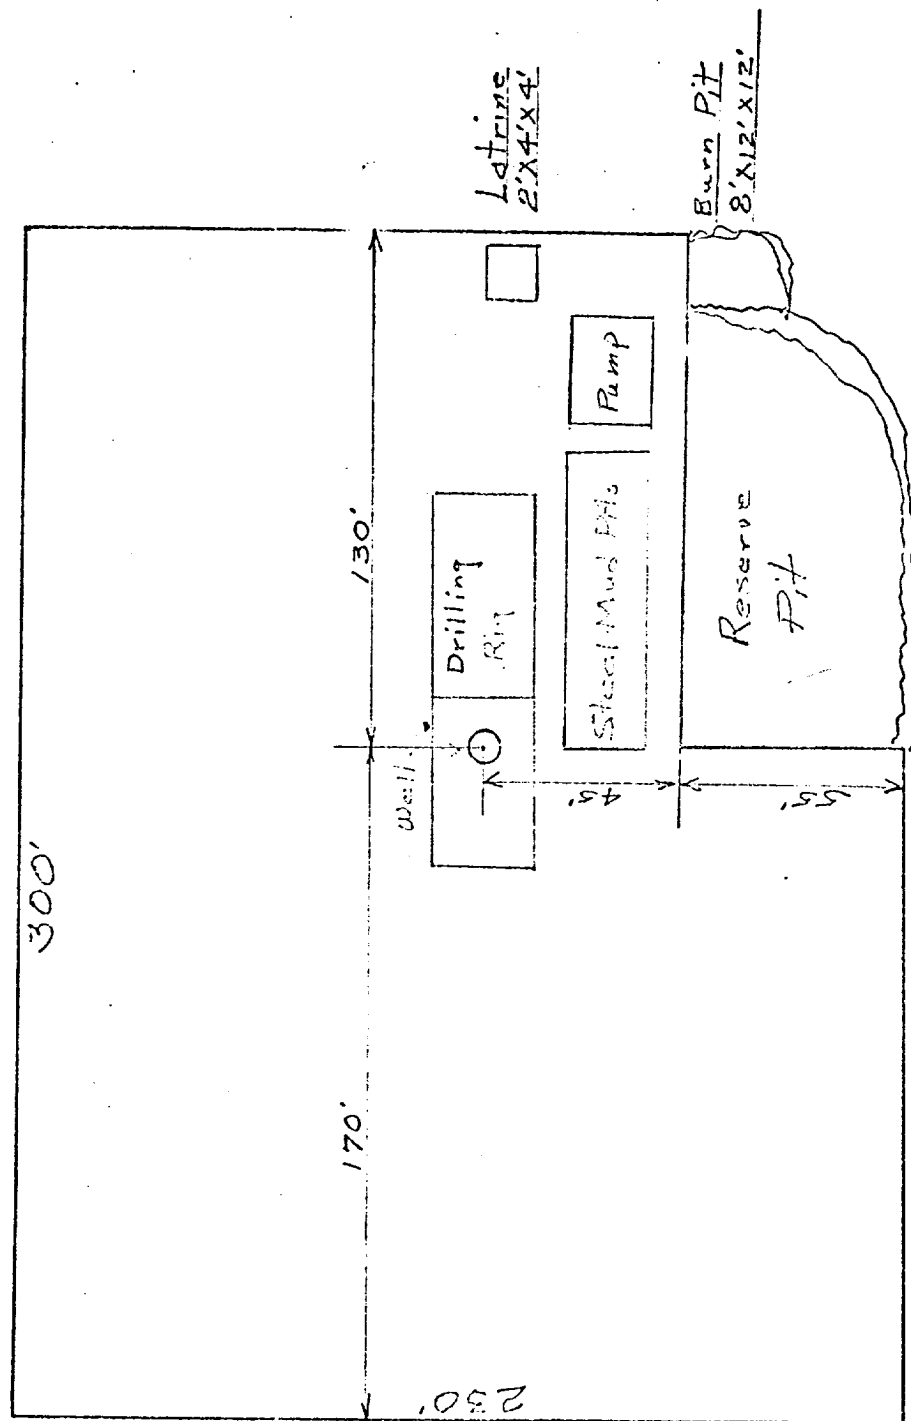 300'
230'
170'
130'
Well
Drilling
Rig
Latrine
2'X4'X4'
Steel Mud Pits
Pump
45'
55'
Reserve
Pit
Burn Pit
8'X12'X12'